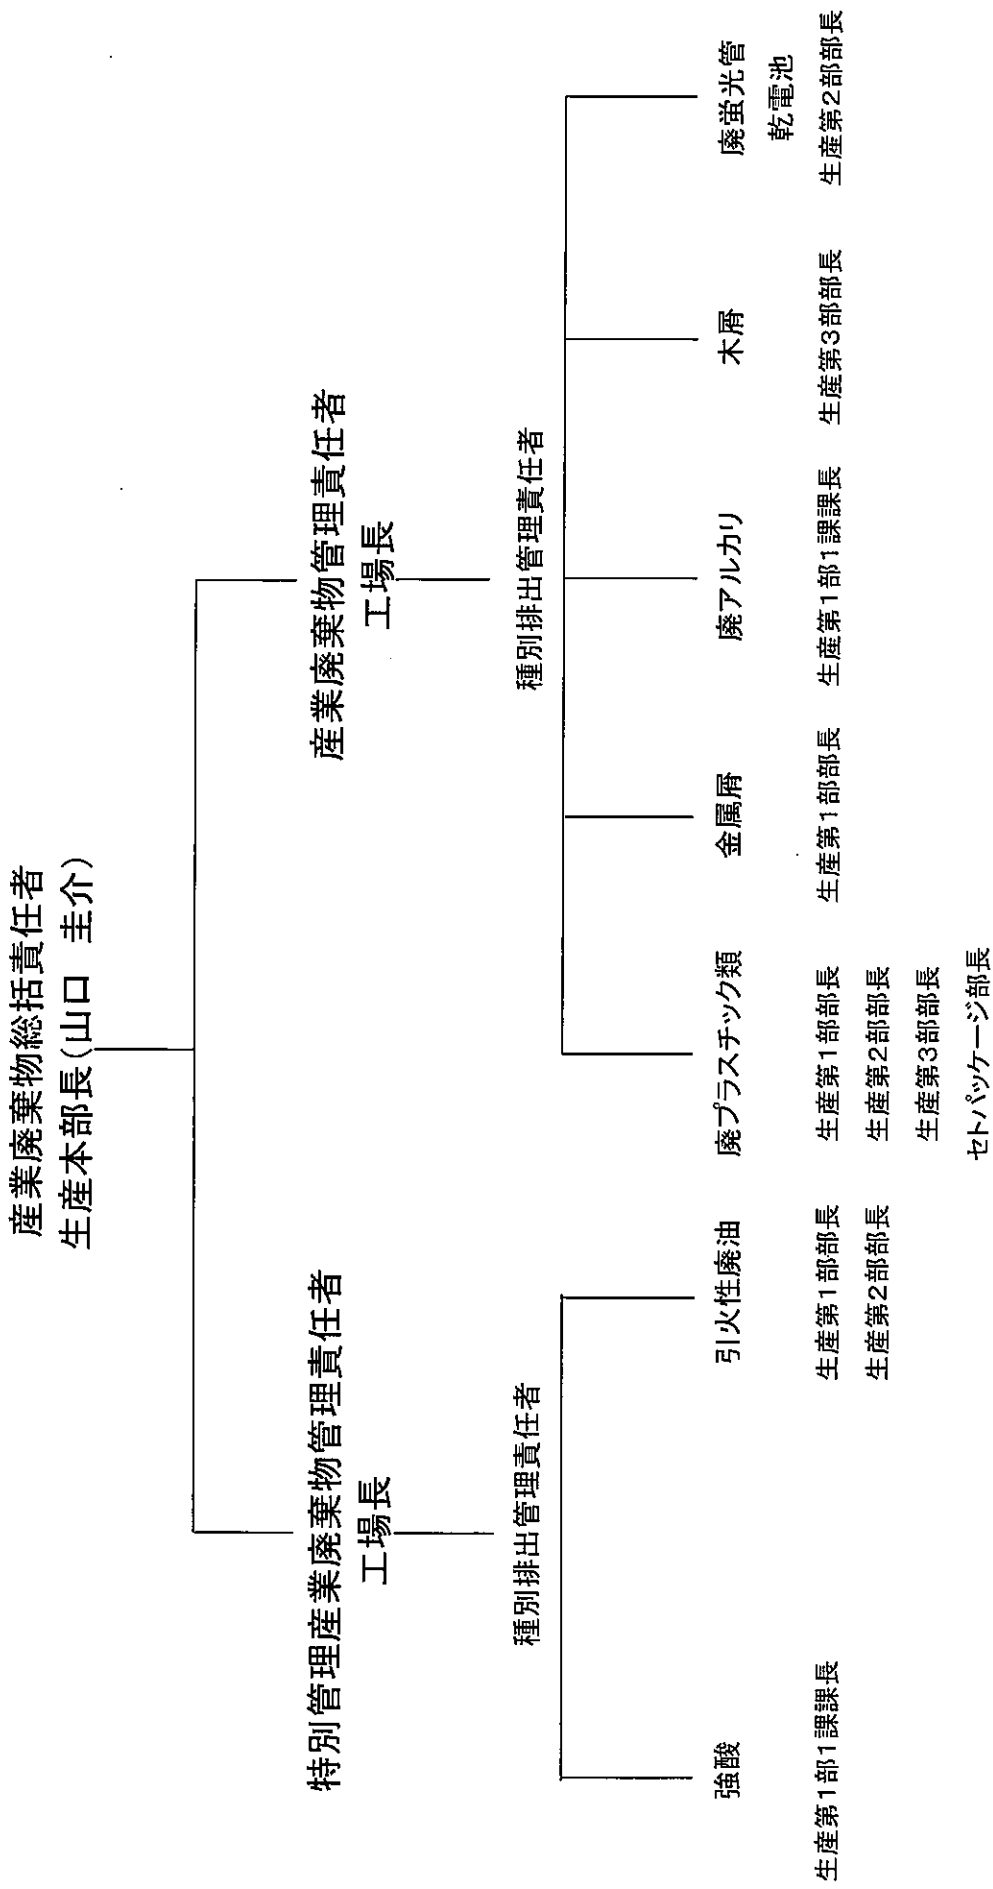 産業廃棄物総括責任者
生産本部長(山口 圭介)
特別管理産業廃棄物管理責任者
工場長
産業廃棄物管理責任者
工場長
種別排出管理責任者
種別排出管理責任者
強酸
生産第1部1課課長
引火性廃油
生産第1部部長
生産第2部部長
廃プラスチック類
生産第1部部長
生産第2部部長
生産第3部部長
セトパッケージ部長
金属屑
生産第1部部長
廃アルカリ
生産第1部1課課長
木屑
生産第3部部長
廃蛍光管
乾電池
生産第2部部長